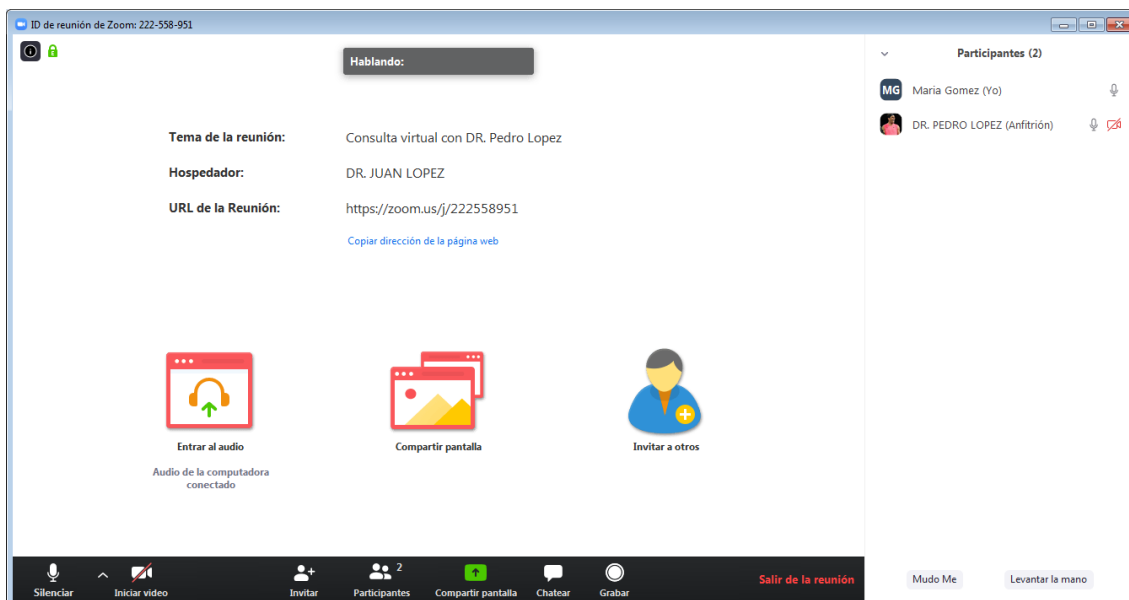 ID de reunión de Zoom: 222-558-951
Hablando:
Tema de la reunión: Consulta virtual con DR. Pedro Lopez
Hospedador: DR. JUAN LOPEZ
URL de la Reunión: https://zoom.us/j/222558951
Copiar dirección de la página web
Entrar al audio
Audio de la computadora
conectado
Compartir pantalla
Invitar a otros
Silenciar
Iniciar video
Invitar
Participantes 2
Compartir pantalla
Chatear
Grabar
Salir de la reunión
Participantes (2)
MG Maria Gomez (Yo)
DR. PEDRO LOPEZ (Anfitrión)
Mudo Me
Levantar la mano